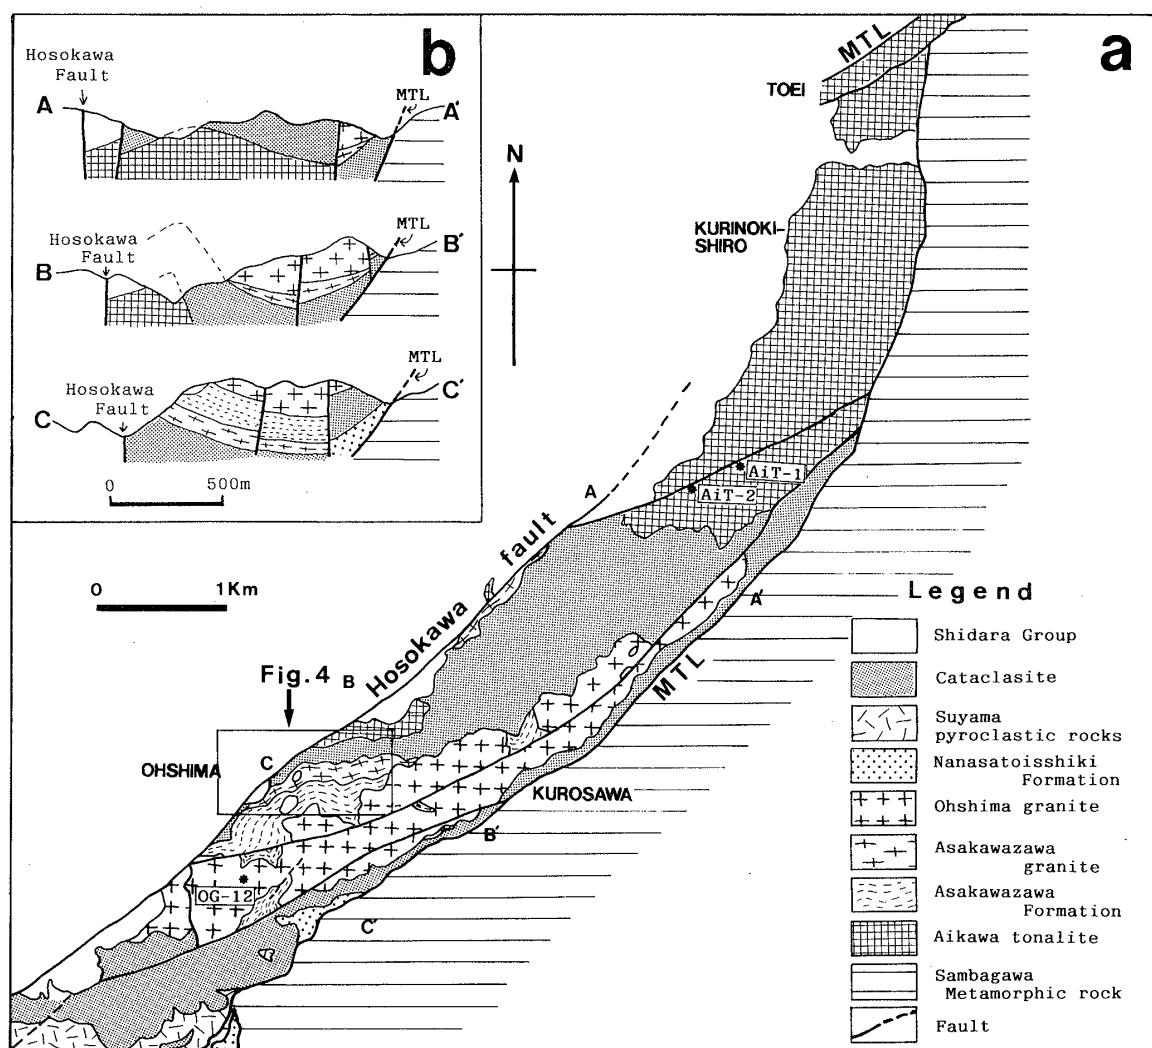 b
Hosokawa
Fault
A
MTL
A'
Hosokawa
Fault
B
MTL
B'
Hosokawa
Fault
C
MTL
C'
0 500m
a
MTL
TOEI
N
KURINOKI-
SHIRO
AiT-1
AiT-2
A
Hosokawa fault
0 1Km
A'
MTL
Fig.4
B
C
OHSHIMA
KUROSAWA
B'
OG-12
C'
Legend
Shidara Group
Cataclasite
Suyama
pyroclastic rocks
Nanasatoisshiki
Formation
Ohshima granite
Asakawazawa
granite
Asakawazawa
Formation
Aikawa tonalite
Sambagawa
Metamorphic rock
Fault